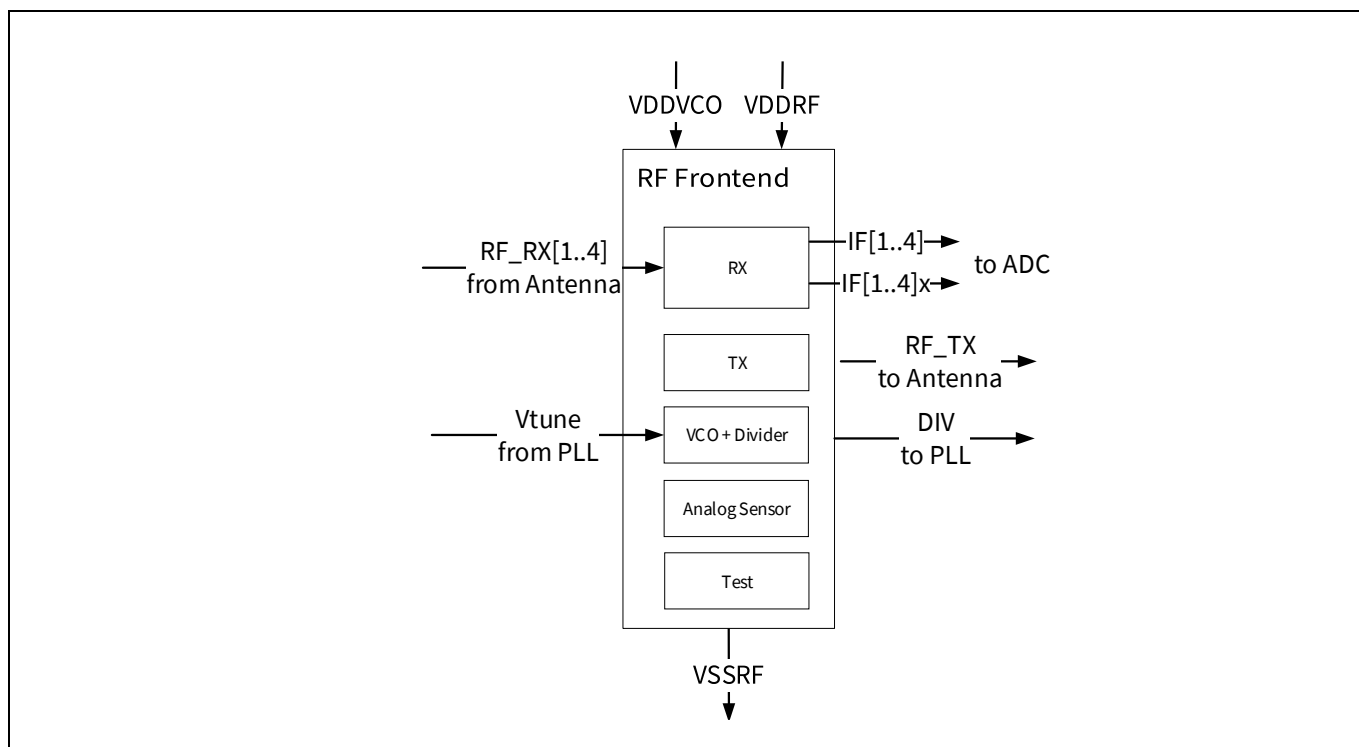 VDDVCO VDDRF
RF Frontend
RF_RX[1..4]
from Antenna
RX
IF[1..4]
IF[1..4]x
to ADC
TX
RF_TX
to Antenna
Vtune
from PLL
VCO + Divider
DIV
to PLL
Analog Sensor
Test
VSSRF